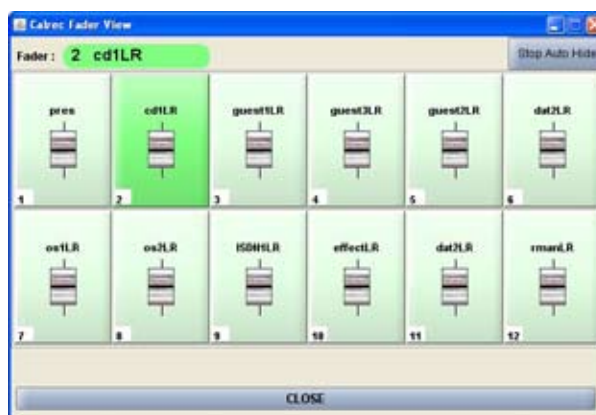 Calrec Fader View
Fader : 2 cd1LR Stop Auto Hide
pres cd1LR guest1LR guest3LR guest2LR dat2LR
1 2 3 4 5 6
os1LR os2LR ISDN1LR effectLR dat2LR rmanLR
7 8 9 10 11 12
CLOSE